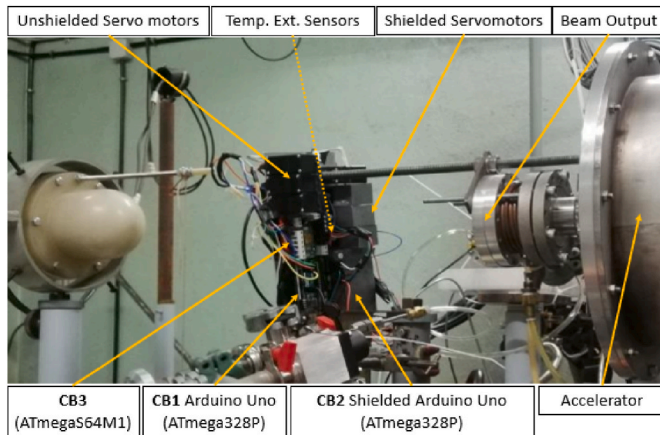 Unshielded Servo motors
Temp. Ext. Sensors
Shielded Servomotors
Beam Output
CB3
(ATmegaS64M1)
CB1 Arduino Uno
(ATmega328P)
CB2 Shielded Arduino Uno
(ATmega328P)
Accelerator